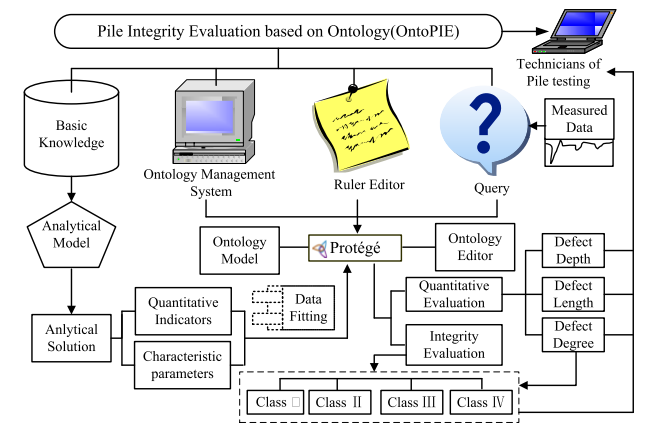 Pile Integrity Evaluation based on Ontology(OntoPIE)
Technicians of
Pile testing
Basic
Knowledge
Ontology Management
System
Ruler Editor
Query
Measured
Data
Analytical
Model
Ontology
Model
Protégé
Ontology
Editor
Anlytical
Solution
Quantitative
Indicators
Characteristic
parameters
Data
Fitting
Quantitative
Evaluation
Integrity
Evaluation
Defect
Depth
Defect
Length
Defect
Degree
Class □
Class Ⅱ
Class Ⅲ
Class Ⅳ